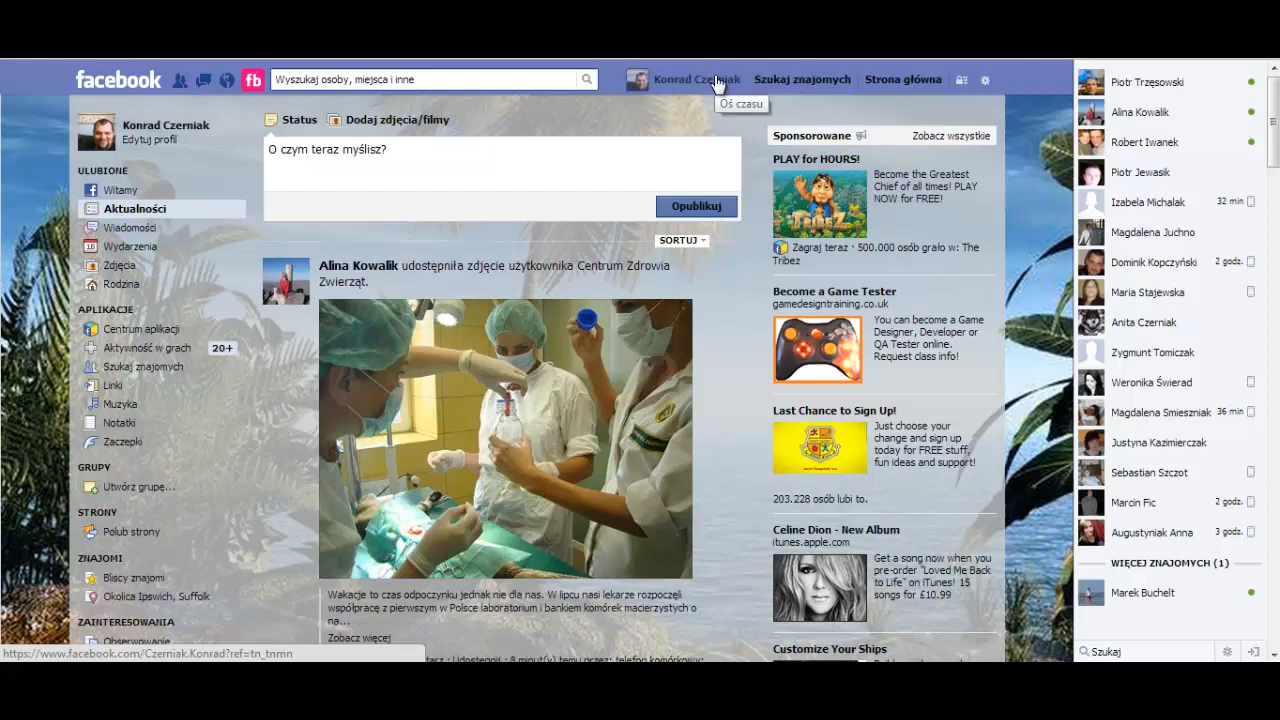 facebook
fb
Wyszukaj osoby, miejsca i inne
Konrad Czerniak
Szukaj znajomych
Strona główna
Oś czasu
Konrad Czerniak
Edytuj profil
ULUBIONE
Witamy
Aktualności
Wiadomości
16
Wydarzenia
Zdjęcia
Rodzina
APLIKACJE
Centrum aplikacji
Aktywność w grach 20+
Szukaj znajomych
Linki
Muzyka
Notatki
Zaczepki
GRUPY
Utwórz grupę...
STRONY
Polub strony
ZNAJOMI
Bliscy znajomi
Okolica Ipswich, Suffolk
ZAINTERESOWANIA
Obserwowanie
https://www.facebook.com/Czerniak.Konrad?ref=tn_tnmn
Status
Dodaj zdjęcia/filmy
O czym teraz myślisz?
Opublikuj
SORTUJ
Alina Kowalik udostępniła zdjęcie użytkownika Centrum Zdrowia
Zwierząt.
Wakacje to czas odpoczynku jednak nie dla nas. W lipcu nasi lekarze rozpoczęli
współpracę z pierwszym w Polsce laboratorium i bankiem komórek macierzystych o
na...
Zobacz więcej
Udostępnij · 8 minut(y) temu przez: telefon komórkowy
Sponsorowane
Zobacz wszystkie
PLAY for HOURS!
Tribez
Become the Greatest
Chief of all times! PLAY
NOW for FREE!
Zagraj teraz · 500.000 osób grało w: The
Tribez
Become a Game Tester
gamedesigntraining.co.uk
You can become a Game
Designer, Developer or
QA Tester online.
Request class info!
Last Chance to Sign Up!
Just choose your
change and sign up
today for FREE stuff,
fun ideas and support!
203.228 osób lubi to.
Celine Dion - New Album
itunes.apple.com
Get a song now when you
pre-order "Loved Me Back
to Life" on iTunes! 15
songs for £10.99
Customize Your Ships
Piotr Trzęsowski
Alina Kowalik
Robert Iwanek
Piotr Jewasik
Izabela Michalak 32 min
Magdalena Juchno
Dominik Kopczyński 2 godz.
Maria Stajewska
Anita Czerniak
Zygmunt Tomiczak
Weronika Świerad
Magdalena Smieszniak 36 min
Justyna Kazimierczak
Sebastian Szczot
Marcin Fic 2 godz.
Augustyniak Anna 3 godz.
WIĘCEJ ZNAJOMYCH (1)
Marek Buchelt
Szukaj